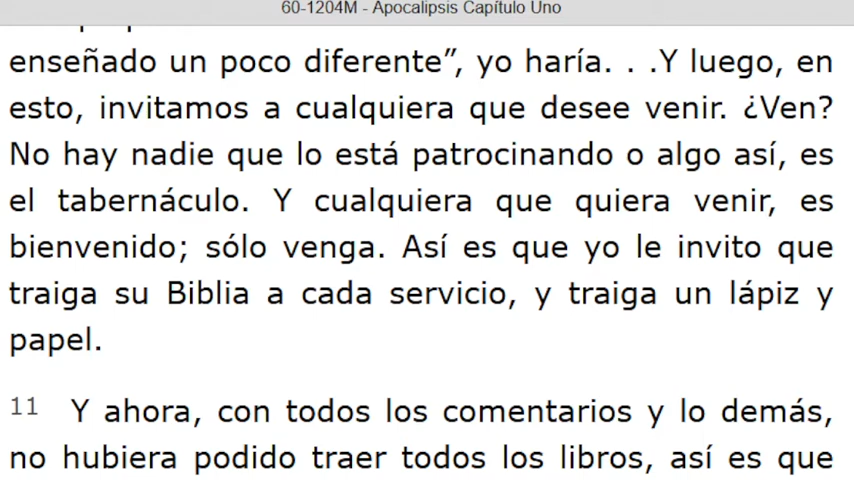 60-1204M - Apocalipsis Capítulo Uno
enseñado un poco diferente”, yo haría. . .Y luego, en
esto, invitamos a cualquiera que desee venir. ¿Ven?
No hay nadie que lo está patrocinando o algo así, es
el tabernáculo. Y cualquiera que quiera venir, es
bienvenido; sólo venga. Así es que yo le invito que
traiga su Biblia a cada servicio, y traiga un lápiz y
papel.
11 Y ahora, con todos los comentarios y lo demás,
no hubiera podido traer todos los libros, así es que